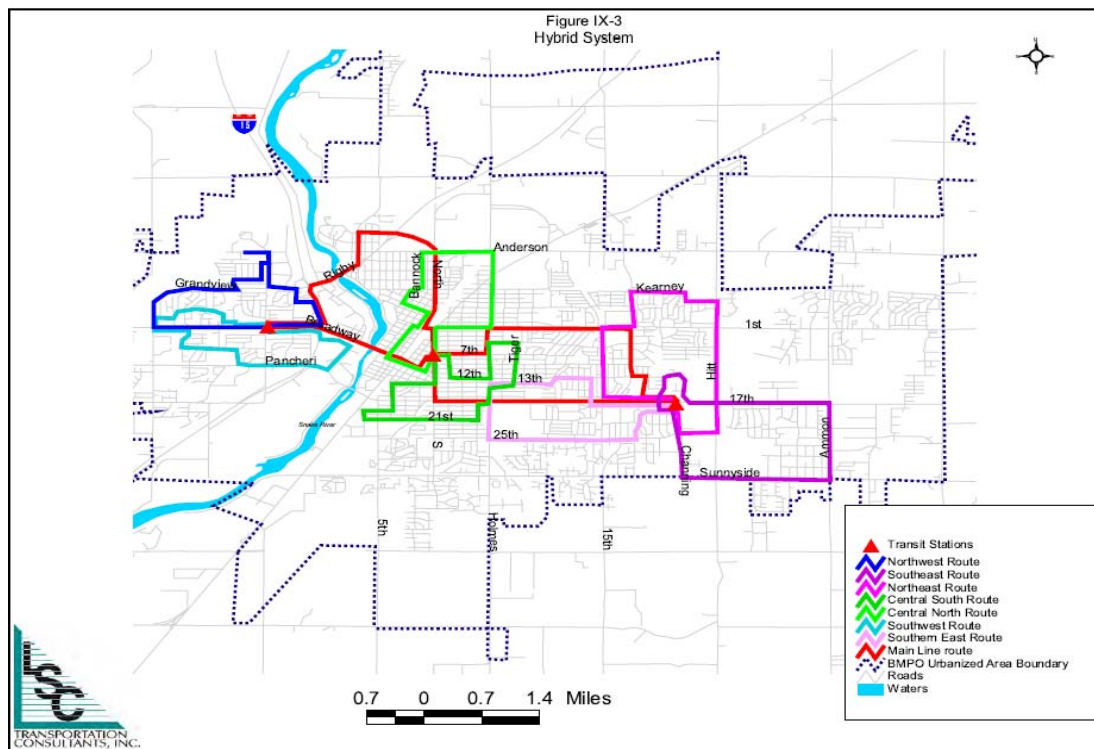 Figure IX-3
Hybrid System
15
Grandview
Rigby
Bannock
North
Anderson
Broadway
Pancheri
Kearney
1st
7th
Tiger
12th
13th
Hitt
17th
21st
25th
Snake River
S
Channing
Sunnyside
Ammon
5th
Holmes
15th
Transit Stations
Northwest Route
Southeast Route
Northeast Route
Central South Route
Central North Route
Southwest Route
Southern East Route
Main Line route
BMPO Urbanized Area Boundary
Roads
Waters
0.7 0 0.7 1.4 Miles
LSC
TRANSPORTATION
CONSULTANTS, INC.